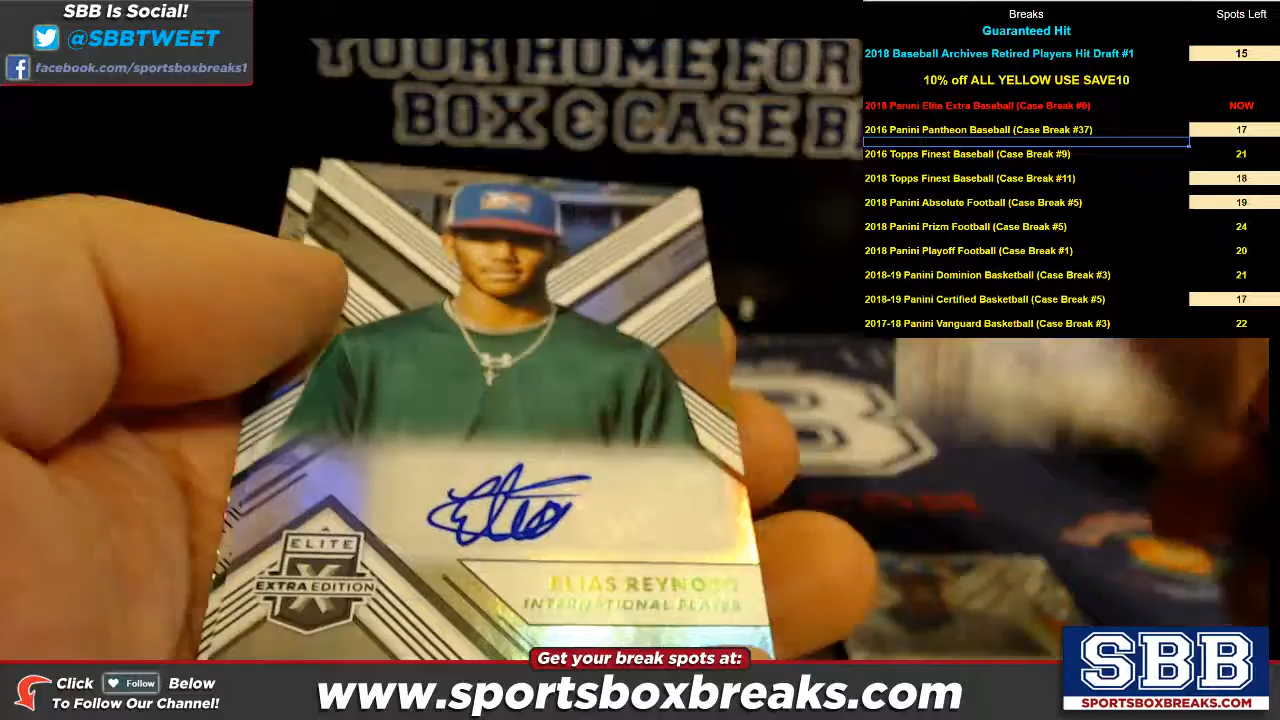 SBB Is Social!
@SBBTWEET
facebook.com/sportsboxbreaks1
YOUR HOME FOR
BOX & CASE B
Breaks
Spots Left
Guaranteed Hit
2018 Baseball Archives Retired Players Hit Draft #1
15
10% off ALL YELLOW USE SAVE10
2018 Panini Elite Extra Baseball (Case Break #9)
NOW
2016 Panini Pantheon Baseball (Case Break #37)
17
2016 Topps Finest Baseball (Case Break #9)
21
2018 Topps Finest Baseball (Case Break #11)
18
2018 Panini Absolute Football (Case Break #5)
19
2018 Panini Prizm Football (Case Break #5)
24
2018 Panini Playoff Football (Case Break #1)
20
2018-19 Panini Dominion Basketball (Case Break #3)
21
2018-19 Panini Certified Basketball (Case Break #5)
17
2017-18 Panini Vanguard Basketball (Case Break #3)
22
ELITE
X
EXTRA EDITION
ELIAS REYNOSO
INTERNATIONAL PLAYER
Get your break spots at:
Click Follow Below
To Follow Our Channel!
www.sportsboxbreaks.com
SBB
SPORTSBOXBREAKS.COM